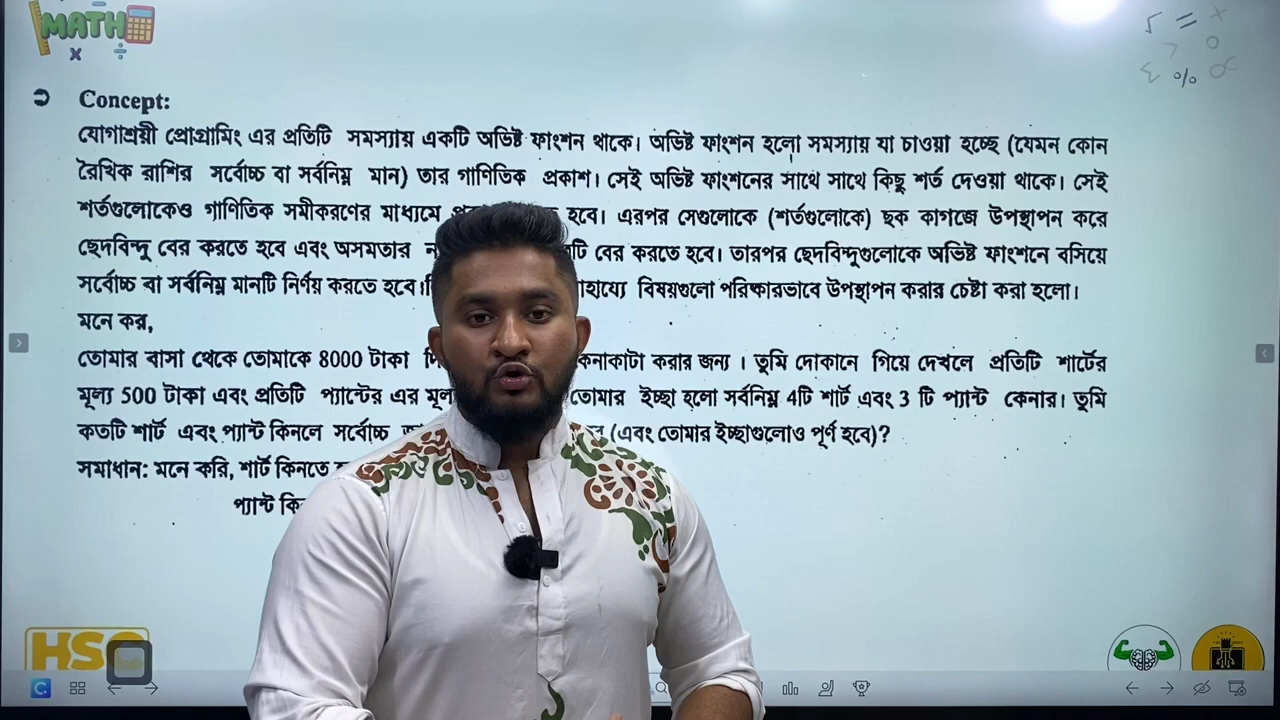 MATH
Concept:
যোগাশ্রয়ী প্রোগ্রামিং এর প্রতিটি সমস্যায় একটি অভিষ্ট ফাংশন থাকে। অভিষ্ট ফাংশন হলো সমস্যায় যা চাওয়া হচ্ছে (যেমন কোন
রৈখিক রাশির সর্বোচ্চ বা সর্বনিম্ন মান) তার গাণিতিক প্রকাশ। সেই অভিষ্ট ফাংশনের সাথে সাথে কিছু শর্ত দেওয়া থাকে। সেই
শর্তগুলোকেও গাণিতিক সমীকরণের মাধ্যমে হবে। এরপর সেগুলোকে (শর্তগুলোকে) ছক কাগজে উপস্থাপন করে
ছেদবিন্দু বের করতে হবে এবং অসমতার বের করতে হবে। তারপর ছেদবিন্দুগুলোকে অভিষ্ট ফাংশনে বসিয়ে
সর্বোচ্চ বা সর্বনিম্ন মানটি নির্ণয় করতে হবে। বিষয়গুলো পরিষ্কারভাবে উপস্থাপন করার চেষ্টা করা হলো।
মনে কর,
তোমার বাসা থেকে তোমাকে 8000 টাকা করার জন্য । তুমি দোকানে গিয়ে দেখলে প্রতিটি শার্টের
মূল্য 500 টাকা এবং প্রতিটি প্যান্টের এর তোমার ইচ্ছা হলো সর্বনিম্ন 4টি শার্ট এবং 3 টি প্যান্ট কেনার। তুমি
কতটি শার্ট এবং প্যান্ট কিনলে সর্বোচ্চ (এবং তোমার ইচ্ছাগুলোও পূর্ণ হবে)?
সমাধান: মনে করি, শার্ট কিনতে
প্যান্ট